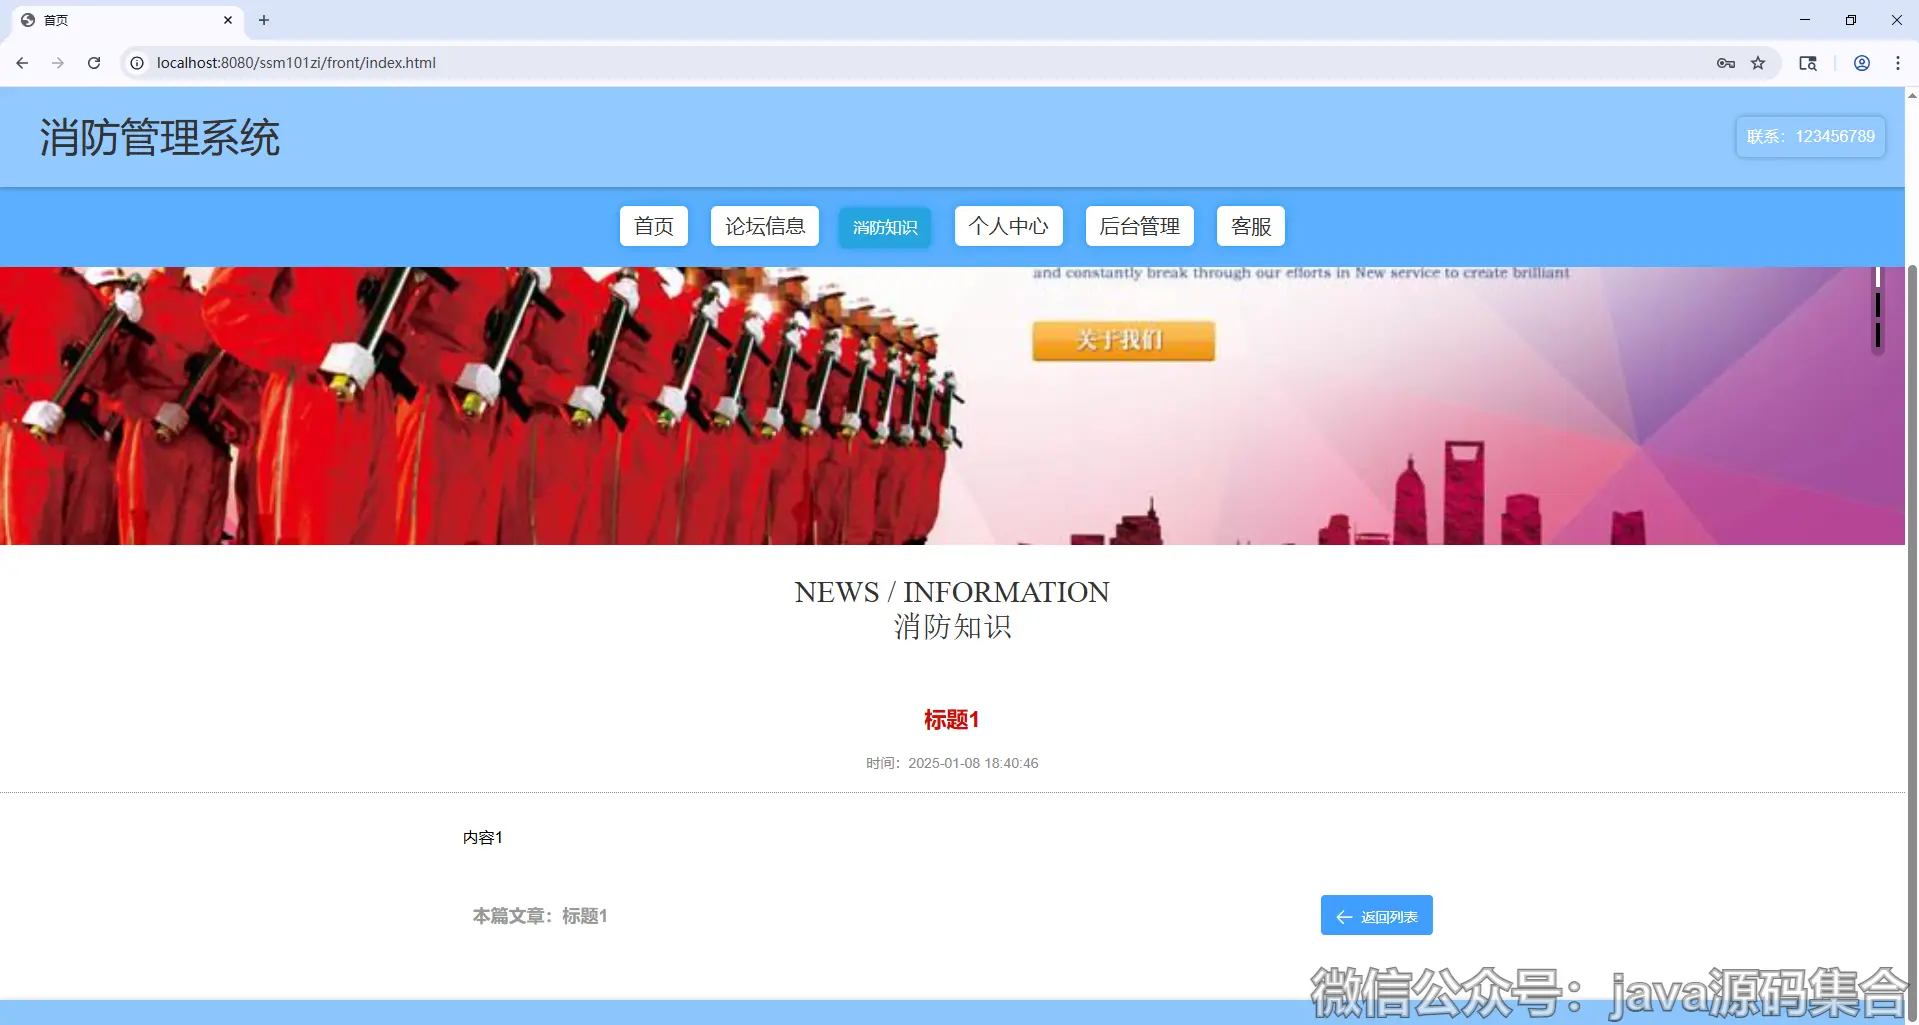 首页
localhost:8080/ssm101zi/front/index.html
消防管理系统
联系：123456789
首页
论坛信息
消防知识
个人中心
后台管理
客服
and constantly break through our efforts in New service to create brilliant
关于我们
NEWS / INFORMATION
消防知识
标题1
时间：2025-01-08 18:40:46
内容1
本篇文章：标题1
返回列表
微信公众号：java源码集合